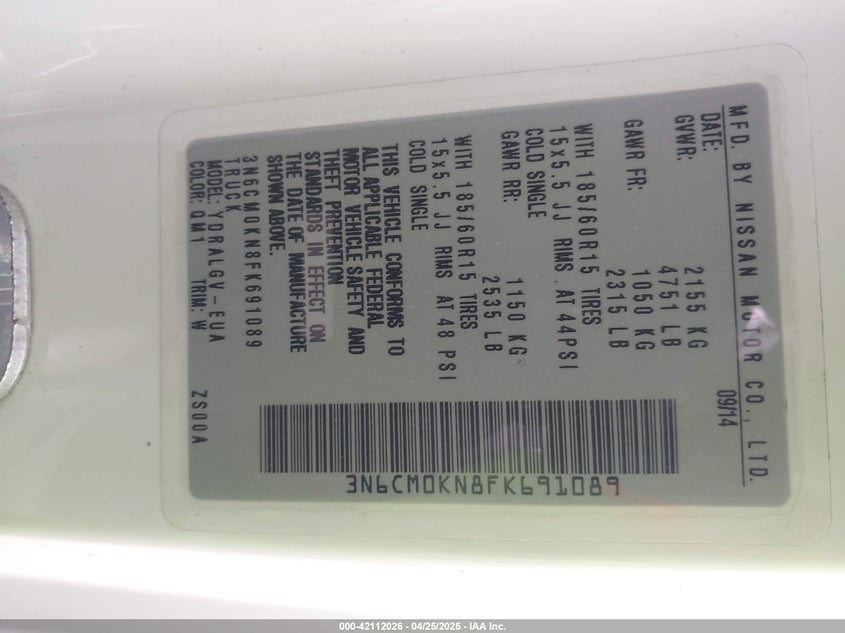 MFD. BY NISSAN MOTOR CO., LTD.
DATE: 09/14
GVWR: 2155 KG
4751 LB
GAWR FR: 1050 KG
2315 LB
WITH 185/60R15 TIRES
15x5.5 JJ RIMS, AT 44PSI
COLD SINGLE
GAWR RR: 1150 KG
2535 LB
WITH 185/60R15 TIRES
15x5.5 JJ RIMS AT 48 PSI
COLD SINGLE
THIS VEHICLE CONFORMS TO
ALL APPLICABLE FEDERAL
MOTOR VEHICLE SAFETY AND
THEFT PREVENTION
STANDARDS IN EFFECT ON
THE DATE OF MANUFACTURE
SHOWN ABOVE.
3N6CM0KN8FK691089
TRUCK
MODEL: YDRALGV-EUA
COLOR: QM1 TRIM: W ZS00A
3N6CM0KN8FK691089
000-42112026 - 04/25/2025 - IAA Inc.